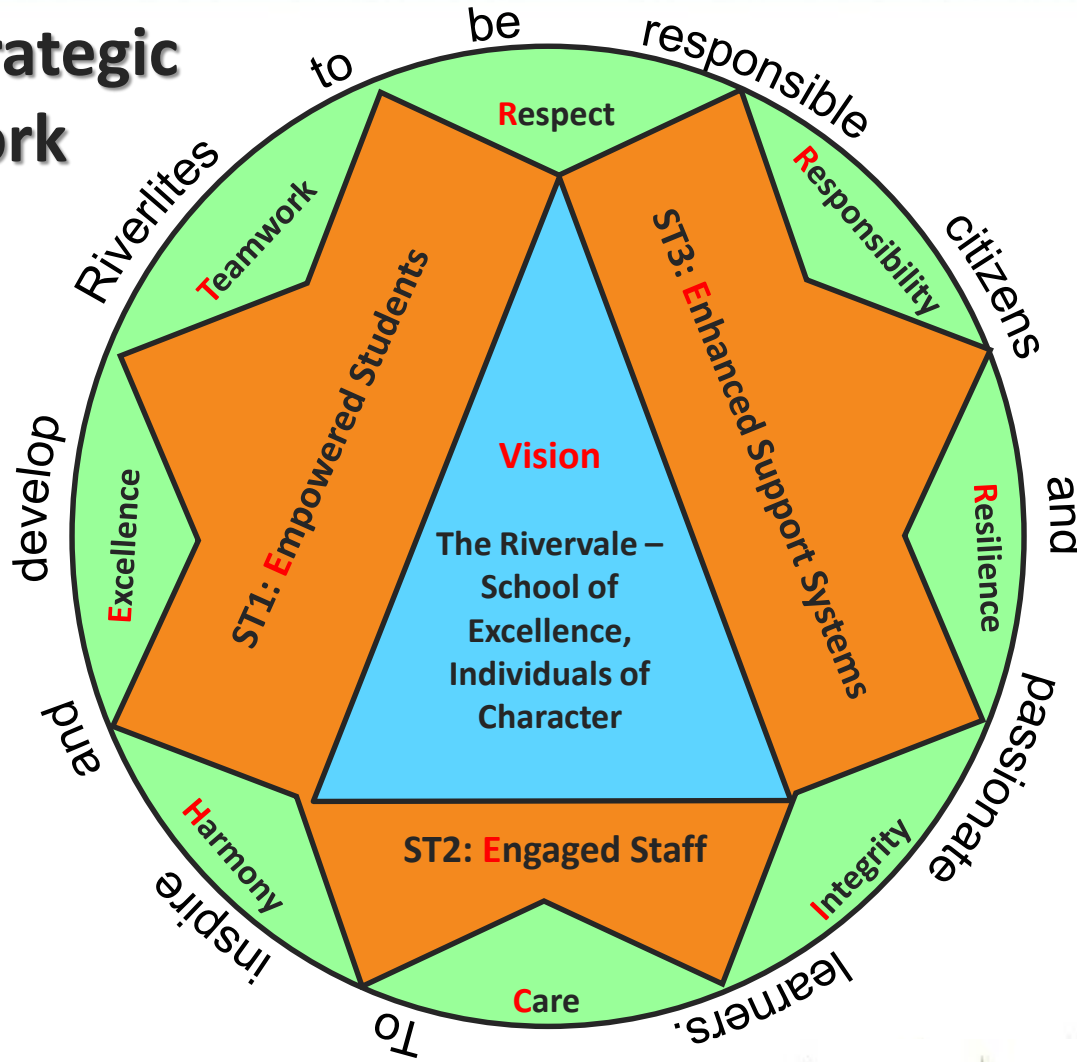 rategic
ork
To inspire and develop Riverlites to be responsible citizens and passionate learners.
Respect
Responsibility
Resilience
Integrity
Care
Harmony
Excellence
Teamwork
ST1: Empowered Students
ST3: Enhanced Support Systems
Vision
The Rivervale –
School of
Excellence,
Individuals of
Character
ST2: Engaged Staff